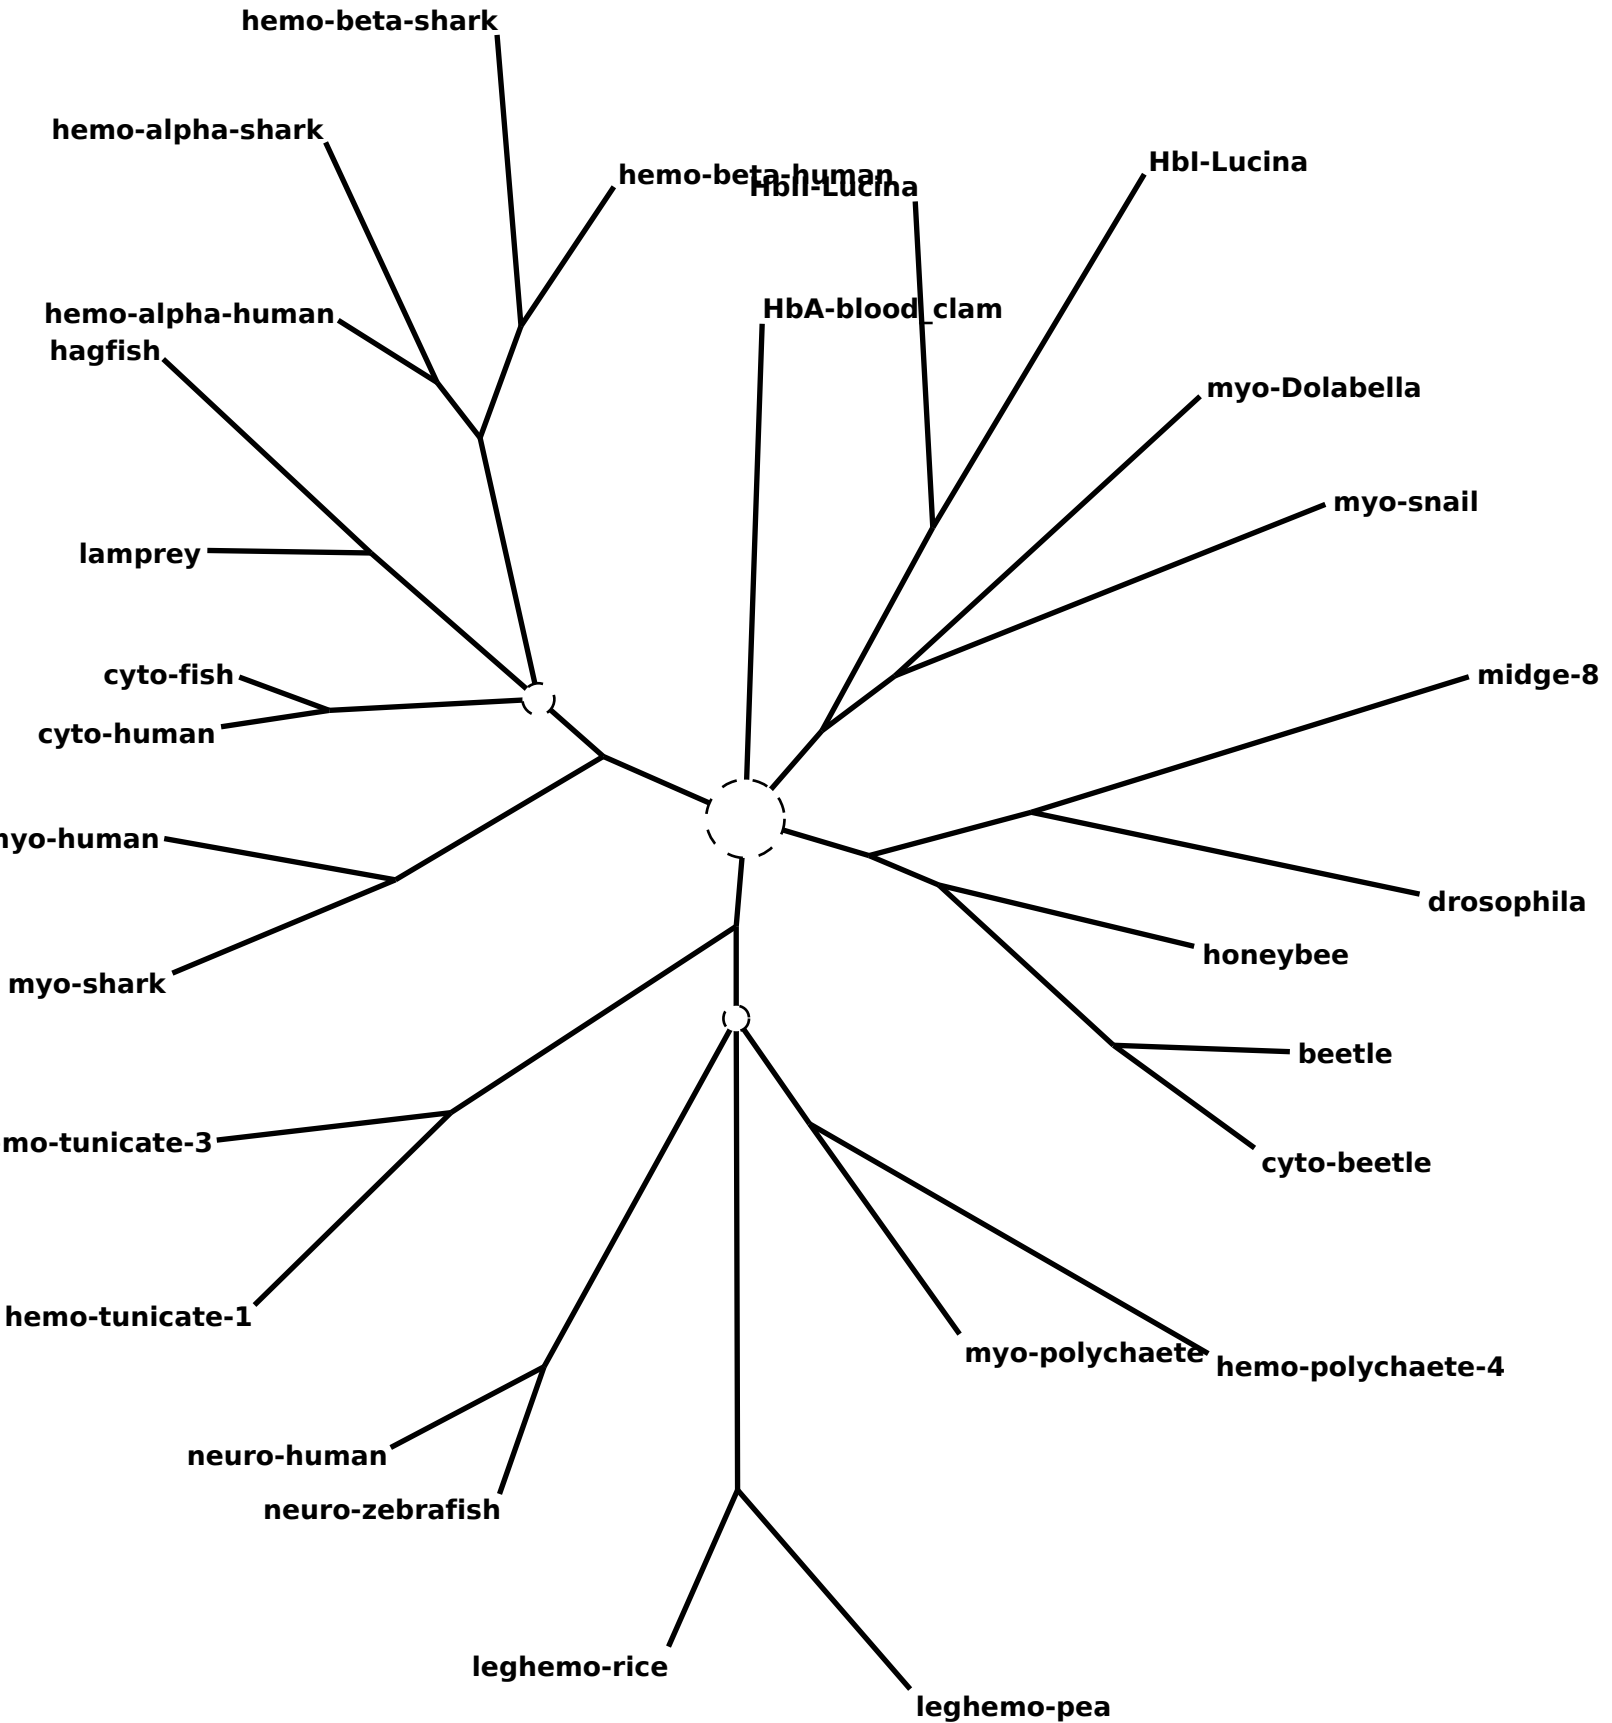 hemo-beta-shark
hemo-alpha-shark
HbI-Lucina
hemo-beta-human
HbII-Lucina
HbA-blood_clam
hemo-alpha-human
hagfish
myo-Dolabella
myo-snail
lamprey
cyto-fish
midge-8
cyto-human
myo-human
drosophila
honeybee
myo-shark
beetle
mo-tunicate-3
cyto-beetle
hemo-tunicate-1
myo-polychaete
hemo-polychaete-4
neuro-human
neuro-zebrafish
leghemo-rice
leghemo-pea